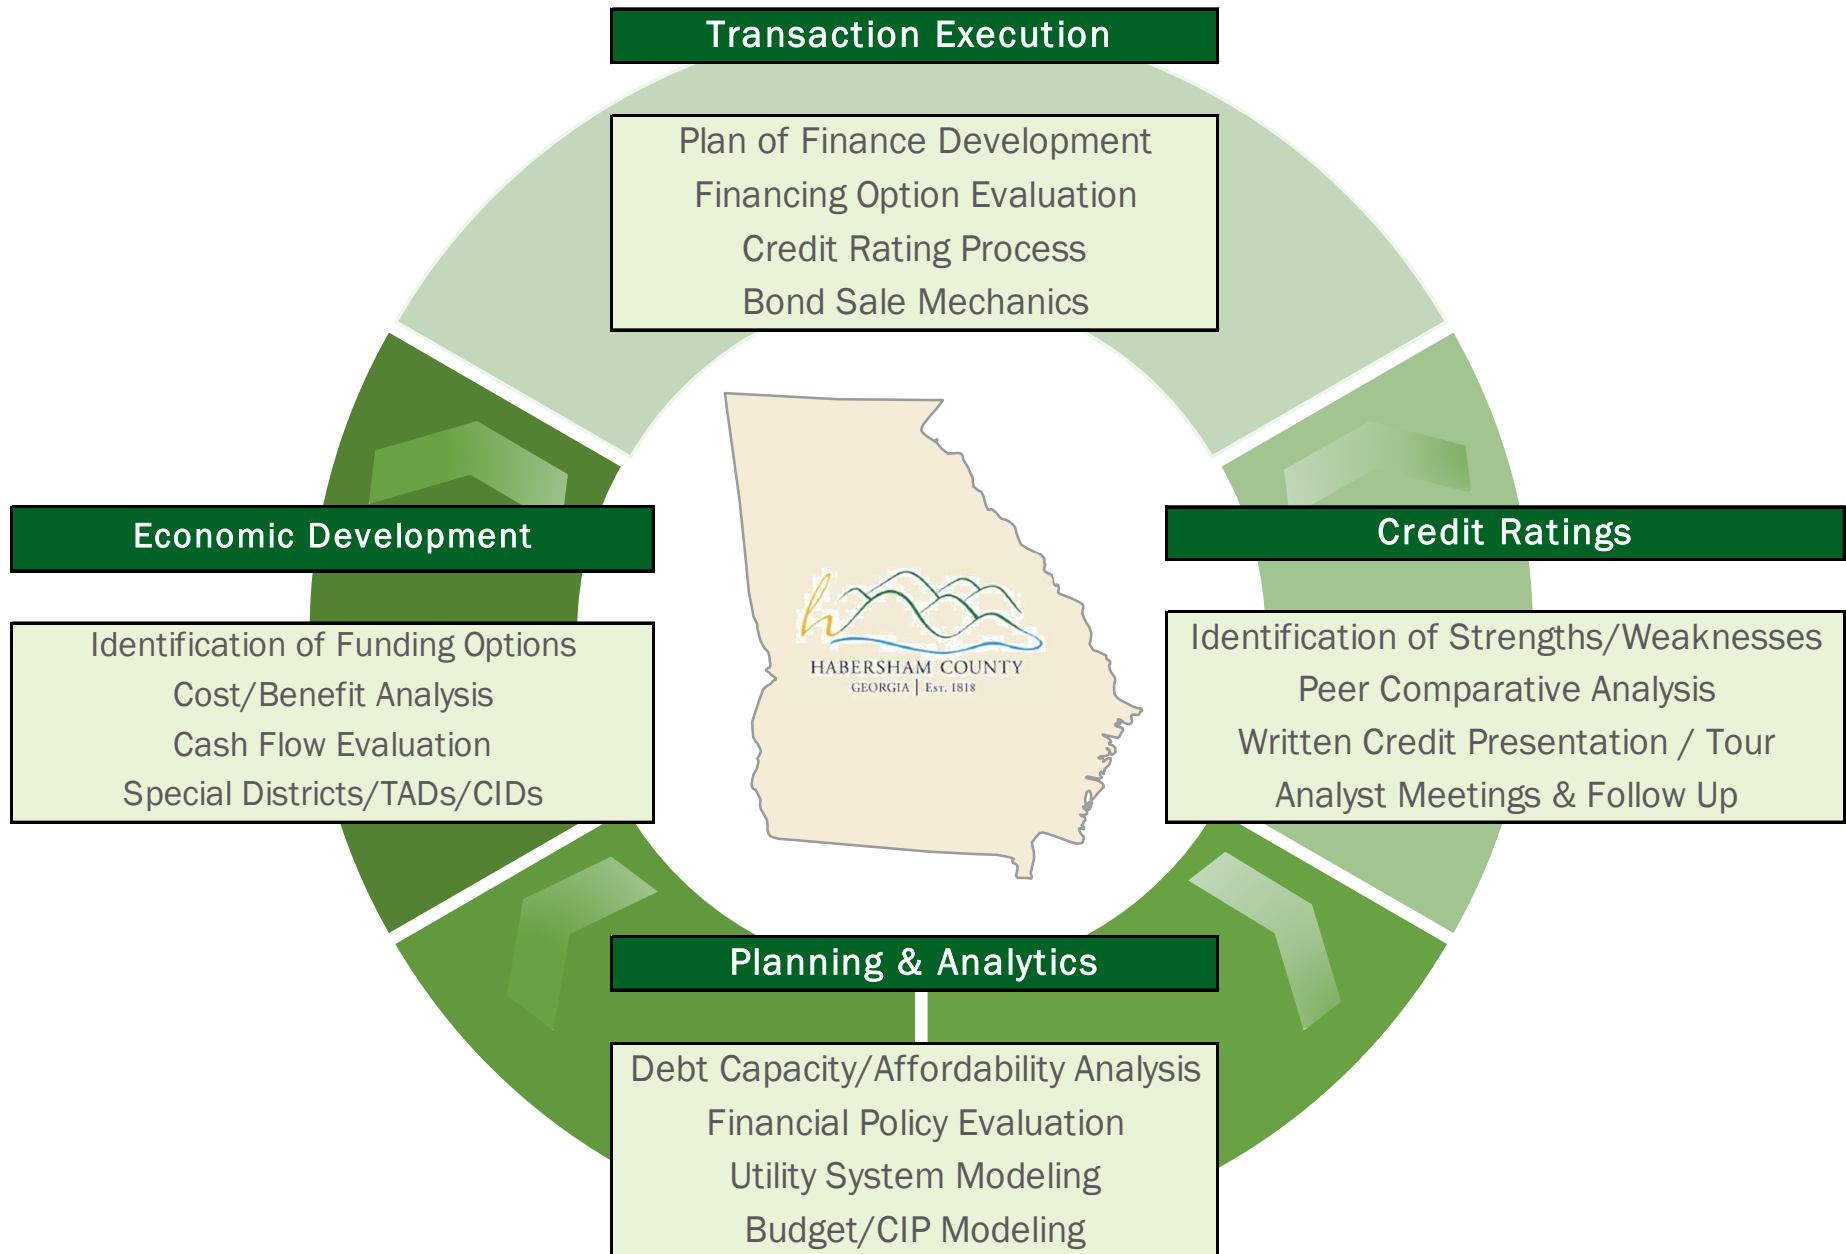 Transaction Execution
Plan of Finance Development
Financing Option Evaluation
Credit Rating Process
Bond Sale Mechanics
Economic Development
Identification of Funding Options
Cost/Benefit Analysis
Cash Flow Evaluation
Special Districts/TADs/CIDs
h
HABERSHAM COUNTY
GEORGIA | EST. 1818
Credit Ratings
Identification of Strengths/Weaknesses
Peer Comparative Analysis
Written Credit Presentation / Tour
Analyst Meetings & Follow Up
Planning & Analytics
Debt Capacity/Affordability Analysis
Financial Policy Evaluation
Utility System Modeling
Budget/CIP Modeling